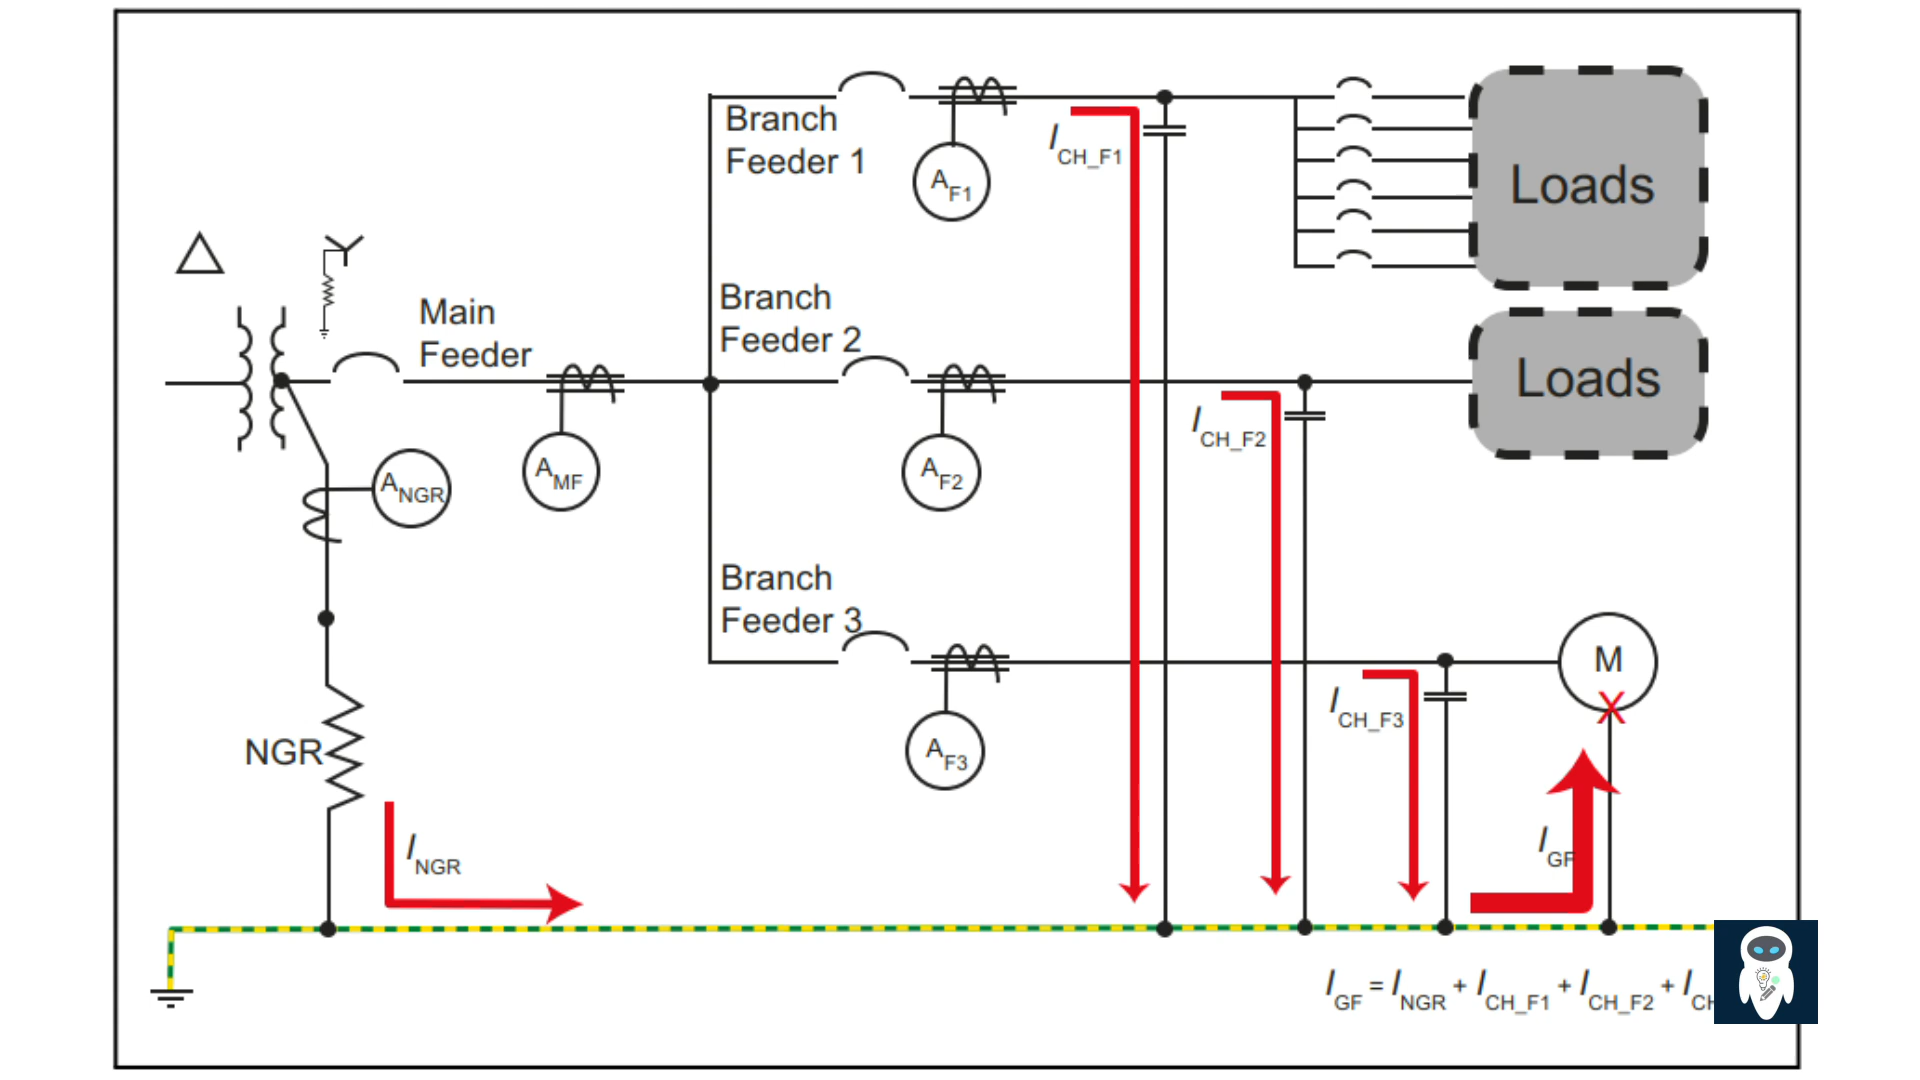 Branch
Feeder 1
A F1
I CH_F1
Loads
Main
Feeder
Branch
Feeder 2
A NGR
A MF
A F2
I CH_F2
Loads
Branch
Feeder 3
A F3
I CH_F3
M
X
NGR
I NGR
I GF
I GF = I NGR + I CH_F1 + I CH_F2 + I CH